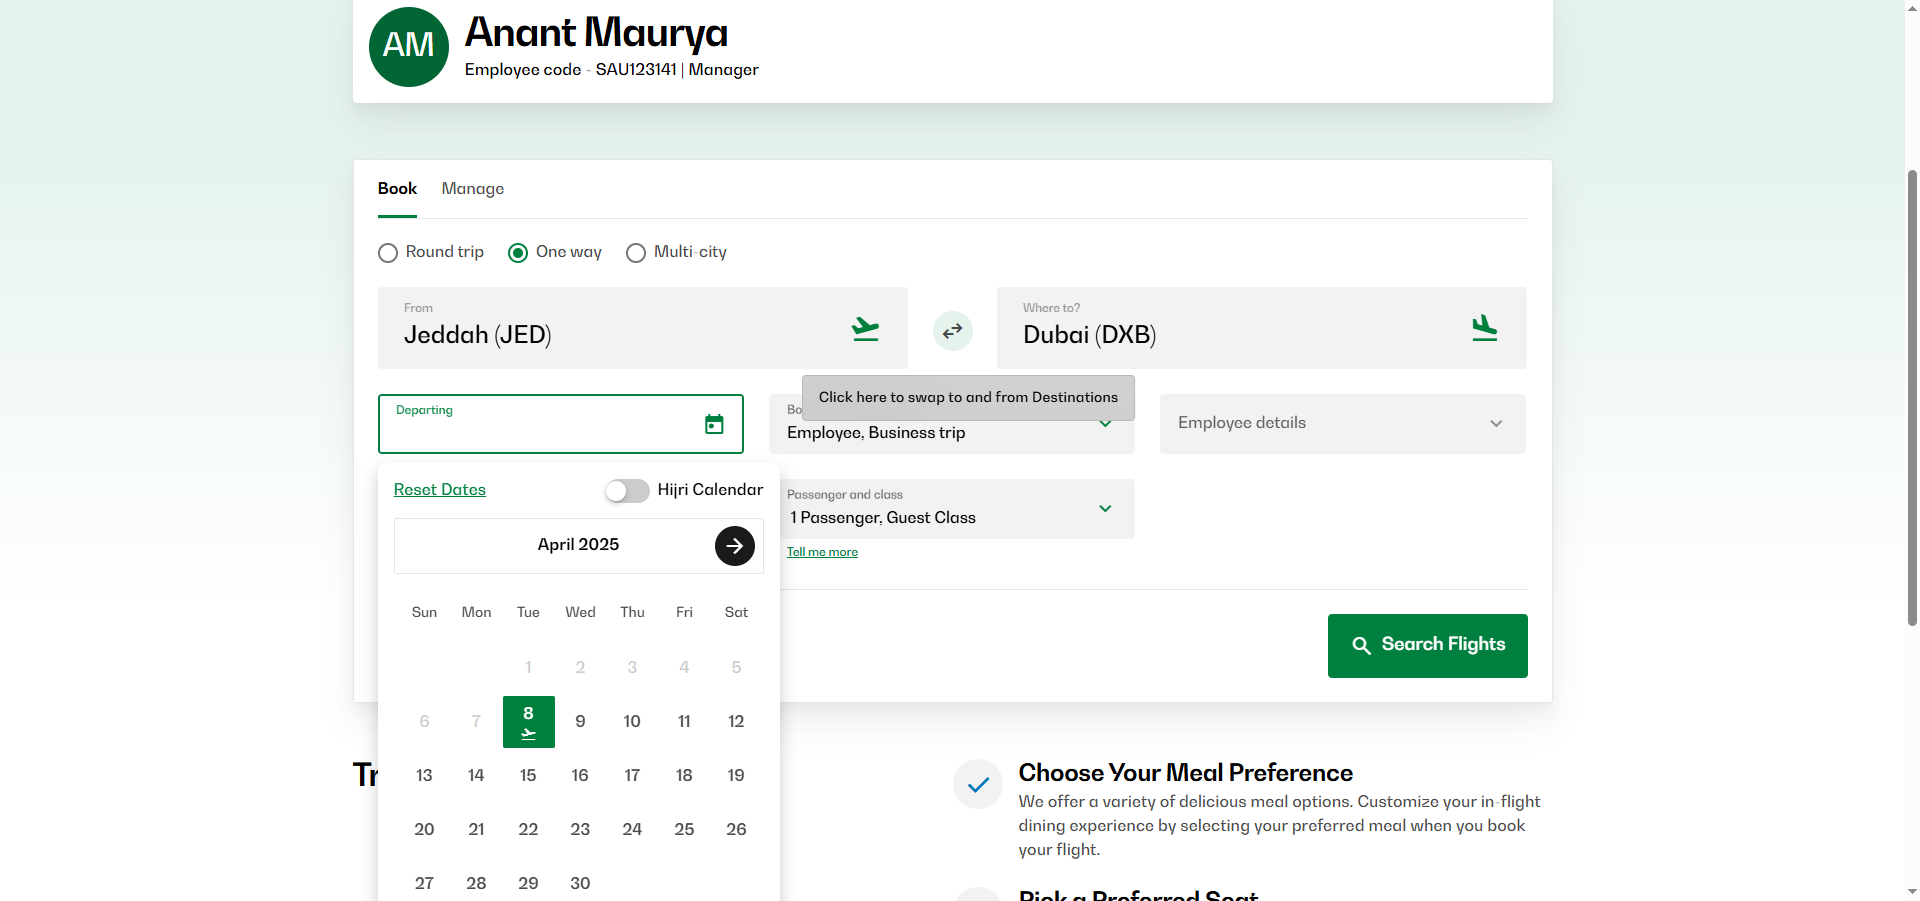 AM
Anant Maurya
Employee code - SAU123141 | Manager
Book Manage
Round trip One way Multi-city
From
Jeddah (JED)
Where to?
Dubai (DXB)
Click here to swap to and from Destinations
Departing
Bo
Employee, Business trip
Employee details
Reset Dates Hijri Calendar
Passenger and class
1 Passenger, Guest Class
Tell me more
April 2025
Sun Mon Tue Wed Thu Fri Sat
1 2 3 4 5
6 7 8 9 10 11 12
13 14 15 16 17 18 19
20 21 22 23 24 25 26
27 28 29 30
Search Flights
Tr
Choose Your Meal Preference
We offer a variety of delicious meal options. Customize your in-flight
dining experience by selecting your preferred meal when you book
your flight.
Pick a Preferred Seat